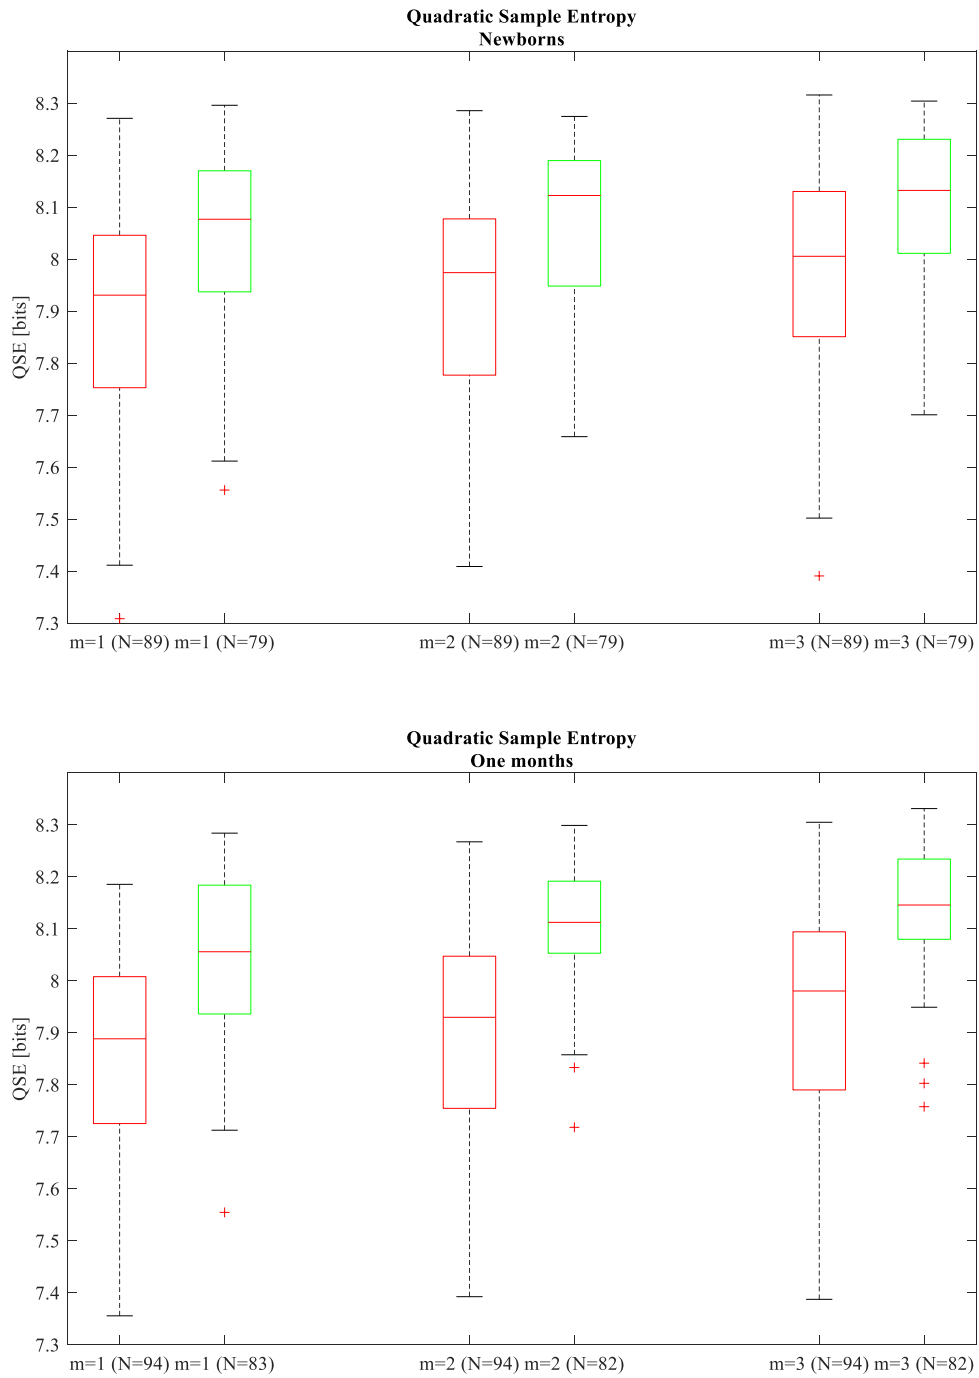 Quadratic Sample Entropy
Newborns
QSE [bits]
8.3
8.2
8.1
8
7.9
7.8
7.7
7.6
7.5
7.4
7.3
m=1 (N=89) m=1 (N=79) m=2 (N=89) m=2 (N=79) m=3 (N=89) m=3 (N=79)
Quadratic Sample Entropy
One months
QSE [bits]
8.3
8.2
8.1
8
7.9
7.8
7.7
7.6
7.5
7.4
7.3
m=1 (N=94) m=1 (N=83) m=2 (N=94) m=2 (N=82) m=3 (N=94) m=3 (N=82)